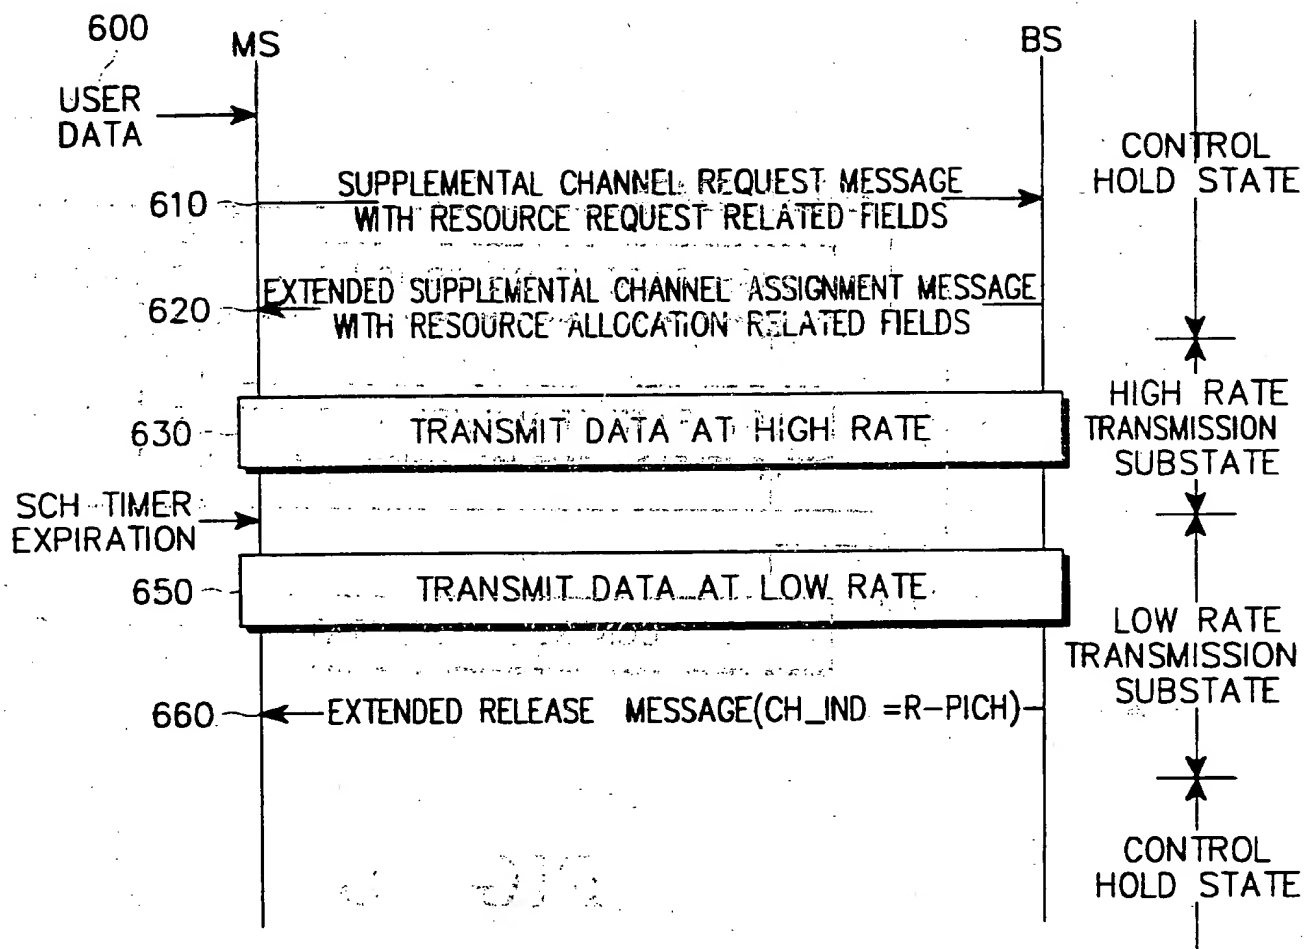 600
MS
BS
USER
DATA
CONTROL
HOLD STATE
610
SUPPLEMENTAL CHANNEL REQUEST MESSAGE
WITH RESOURCE REQUEST RELATED FIELDS
620
EXTENDED SUPPLEMENTAL CHANNEL ASSIGNMENT MESSAGE
WITH RESOURCE ALLOCATION RELATED FIELDS
630
TRANSMIT DATA AT HIGH RATE
HIGH RATE
TRANSMISSION
SUBSTATE
SCH TIMER
EXPIRATION
650
TRANSMIT DATA AT LOW RATE
LOW RATE
TRANSMISSION
SUBSTATE
660
EXTENDED RELEASE MESSAGE(CH_IND =R-PICH)
CONTROL
HOLD STATE